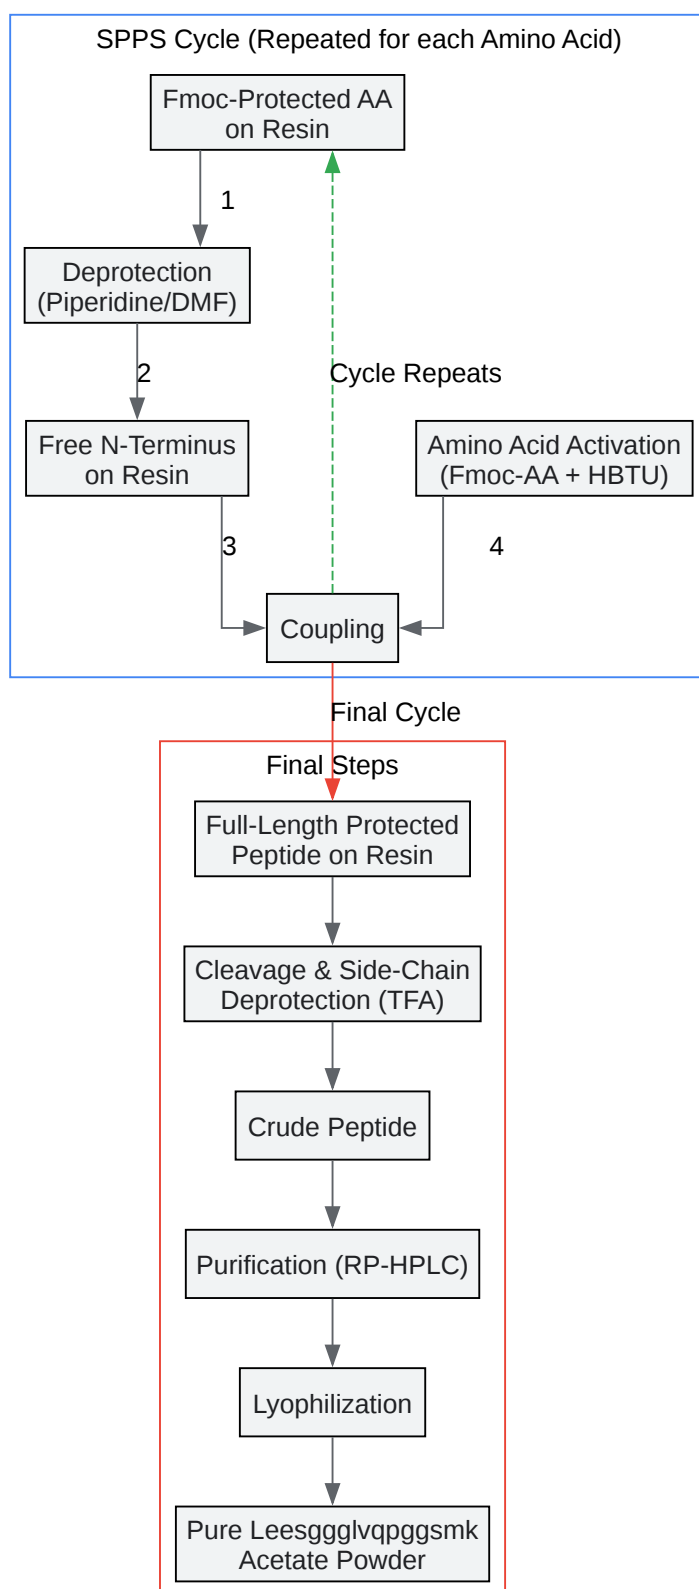 SPPS Cycle (Repeated for each Amino Acid)
Fmoc-Protected AA
on Resin
1
Deprotection
(Piperidine/DMF)
2
Cycle Repeats
Free N-Terminus
on Resin
Amino Acid Activation
(Fmoc-AA + HBTU)
3
4
Coupling
Final Cycle
Final Steps
Full-Length Protected
Peptide on Resin
Cleavage & Side-Chain
Deprotection (TFA)
Crude Peptide
Purification (RP-HPLC)
Lyophilization
Pure Leesggglvqpggsmk
Acetate Powder